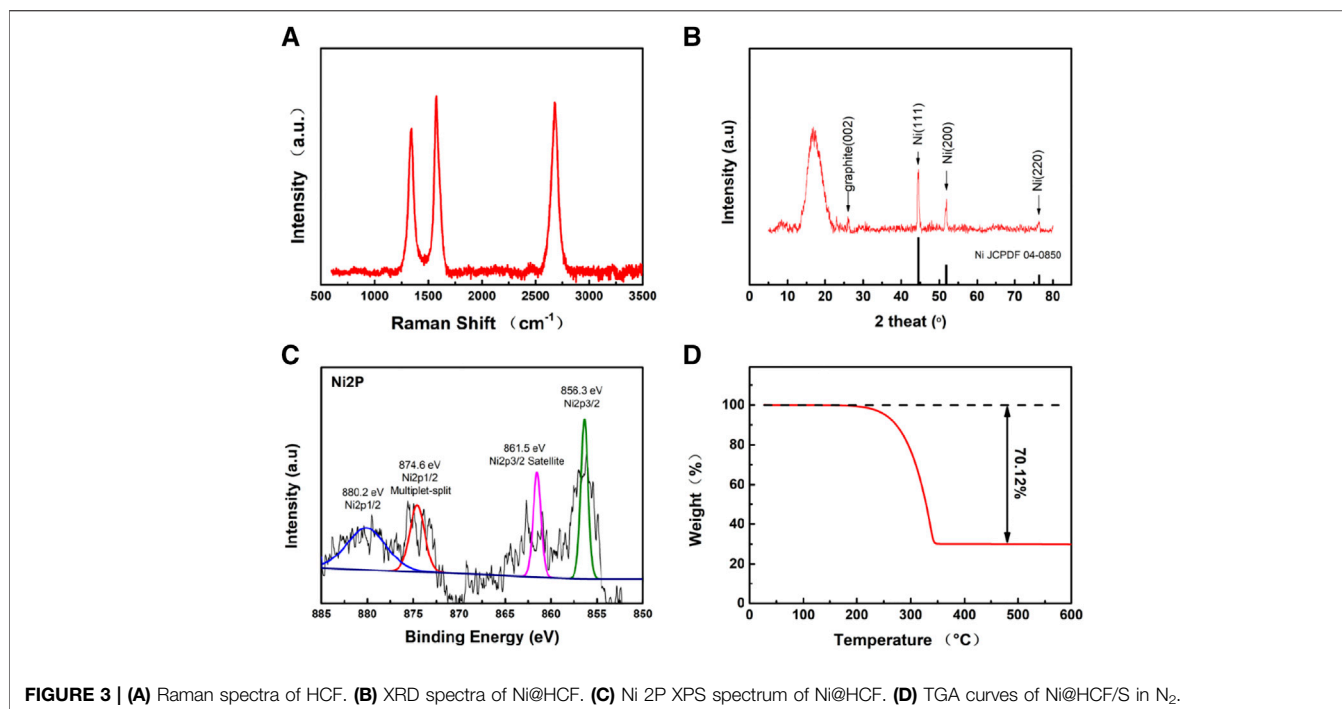 A
Intensity (a.u.)
500 1000 1500 2000 2500 3000 3500
Raman Shift (cm-1)
B
Intensity (a.u)
graphite(002)
Ni(111)
Ni(200)
Ni(220)
Ni JCPDF 04-0850
0 10 20 30 40 50 60 70 80
2 theat (o)
C
Ni2P
Intensity (a.u)
880.2 eV
Ni2p1/2
874.6 eV
Ni2p1/2
Multiplet-split
861.5 eV
Ni2p3/2 Satellite
856.3 eV
Ni2p3/2
885 880 875 870 865 860 855 850
Binding Energy (eV)
D
Weight (%)
100
80
60
40
20
0
70.12%
0 100 200 300 400 500 600
Temperature (°C)
FIGURE 3 | (A) Raman spectra of HCF. (B) XRD spectra of Ni@HCF. (C) Ni 2P XPS spectrum of Ni@HCF. (D) TGA curves of Ni@HCF/S in N2.